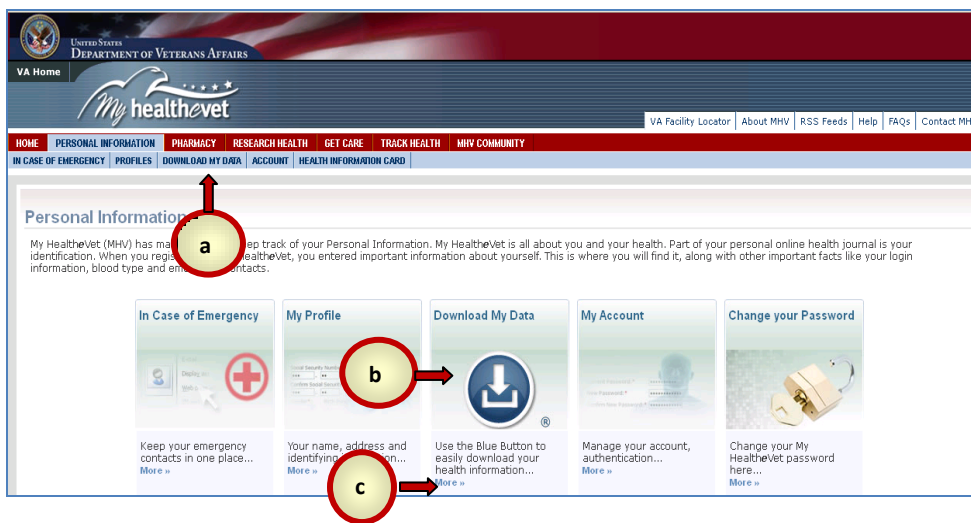 UNITED STATES
DEPARTMENT OF VETERANS AFFAIRS
VA Home
My healthevet
VA Facility Locator About MHV RSS Feeds Help FAQs Contact MH
HOME PERSONAL INFORMATION PHARMACY RESEARCH HEALTH GET CARE TRACK HEALTH MHV COMMUNITY
IN CASE OF EMERGENCY PROFILES DOWNLOAD MY DATA ACCOUNT HEALTH INFORMATION CARD
Personal Information
a
My HealtheVet (MHV) has ma ep track of your Personal Information. My HealtheVet is all about you and your health. Part of your personal online health journal is your
identification. When you regis ealtheVet, you entered important information about yourself. This is where you will find it, along with other important facts like your login
information, blood type and em ontacts.
In Case of Emergency
Keep your emergency
contacts in one place...
More »
My Profile
Your name, address and
identifying
More »
Download My Data
b
®
Use the Blue Button to
easily download your
health information...
c
More »
My Account
Manage your account,
authentication...
More »
Change your Password
Change your My
HealtheVet password
here...
More »